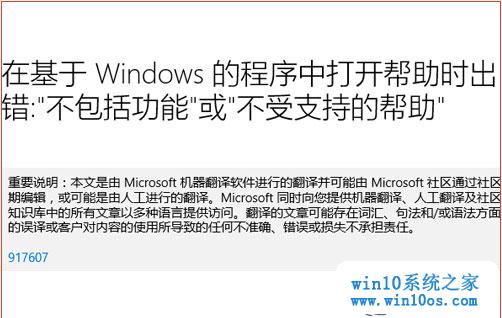 在基于 Windows 的程序中打开帮助时出
错:"不包括功能"或"不受支持的帮助"
重要说明：本文是由 Microsoft 机器翻译软件进行的翻译并可能由 Microsoft 社区通过社区
期编辑，或可能是由人工进行的翻译。Microsoft 同时向您提供机器翻译、人工翻译及社区
知识库中的所有文章以多种语言提供访问。翻译的文章可能存在词汇、句法和/或语法方面
的误译或客户对内容的使用所导致的任何不准确、错误或损失不承担责任。
917607
win10系统之家
www.win10os.com